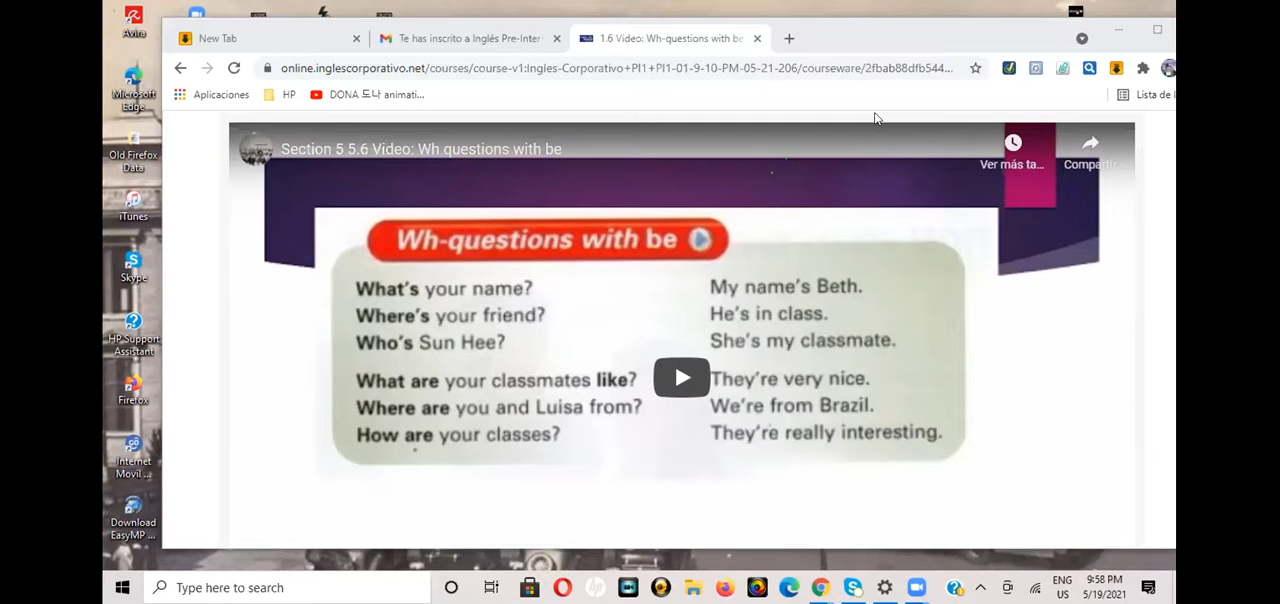 Avira
Microsoft
Edge
Old Firefox
Data
iTunes
Skype
HP Support
Assistant
Firefox
Internet
Movil ...
Download
EasyMP ...
New Tab
Te has inscrito a Inglés Pre-Inter
1.6 Video: Wh-questions with be
online.inglescorporativo.net/courses/course-v1:Ingles-Corporativo+PI1+PI1-01-9-10-PM-05-21-206/courseware/2fbab88dfb544...
Aplicaciones
HP
DONA 도나 animati...
Lista de l
Section 5 5.6 Video: Wh questions with be
Ver más ta...
Compartir
Wh-questions with be
What's your name? My name's Beth.
Where's your friend? He's in class.
Who's Sun Hee? She's my classmate.
What are your classmates like? They're very nice.
Where are you and Luisa from? We're from Brazil.
How are your classes? They're really interesting.
Type here to search
ENG
US
9:58 PM
5/19/2021